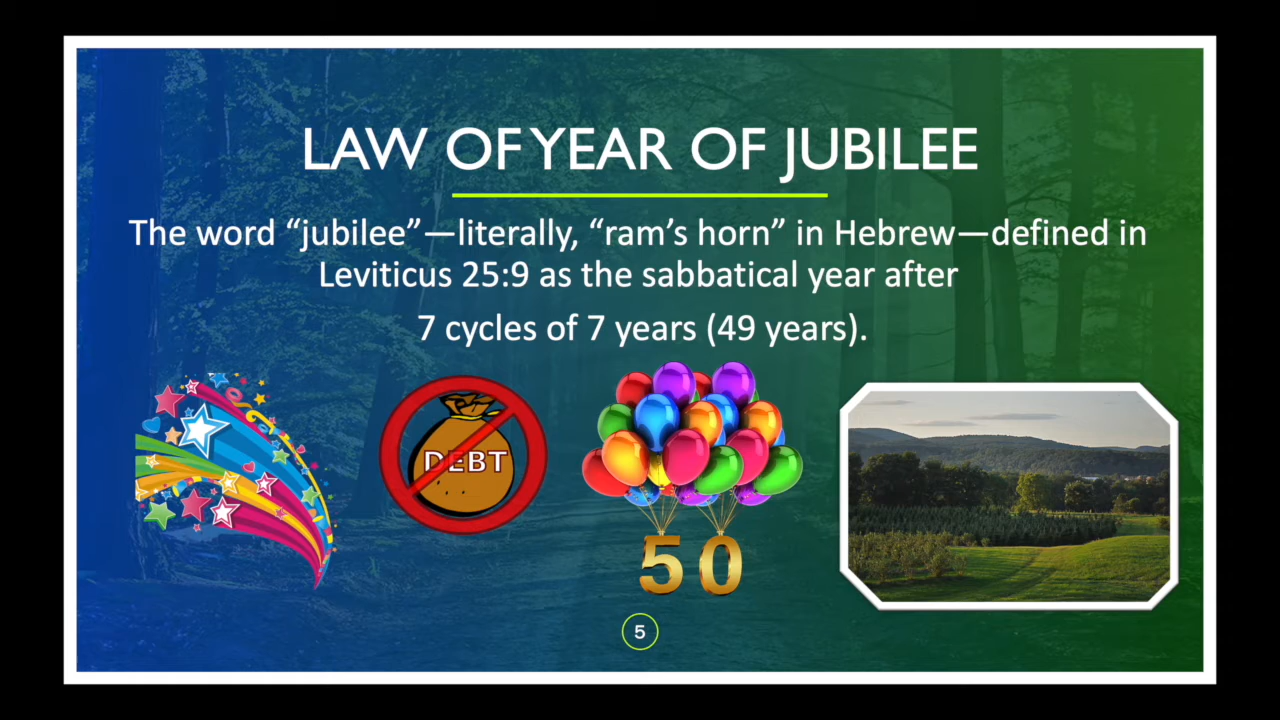 LAW OF YEAR OF JUBILEE
The word “jubilee”—literally, “ram’s horn” in Hebrew—defined in
Leviticus 25:9 as the sabbatical year after
7 cycles of 7 years (49 years).
DEBT
50
5